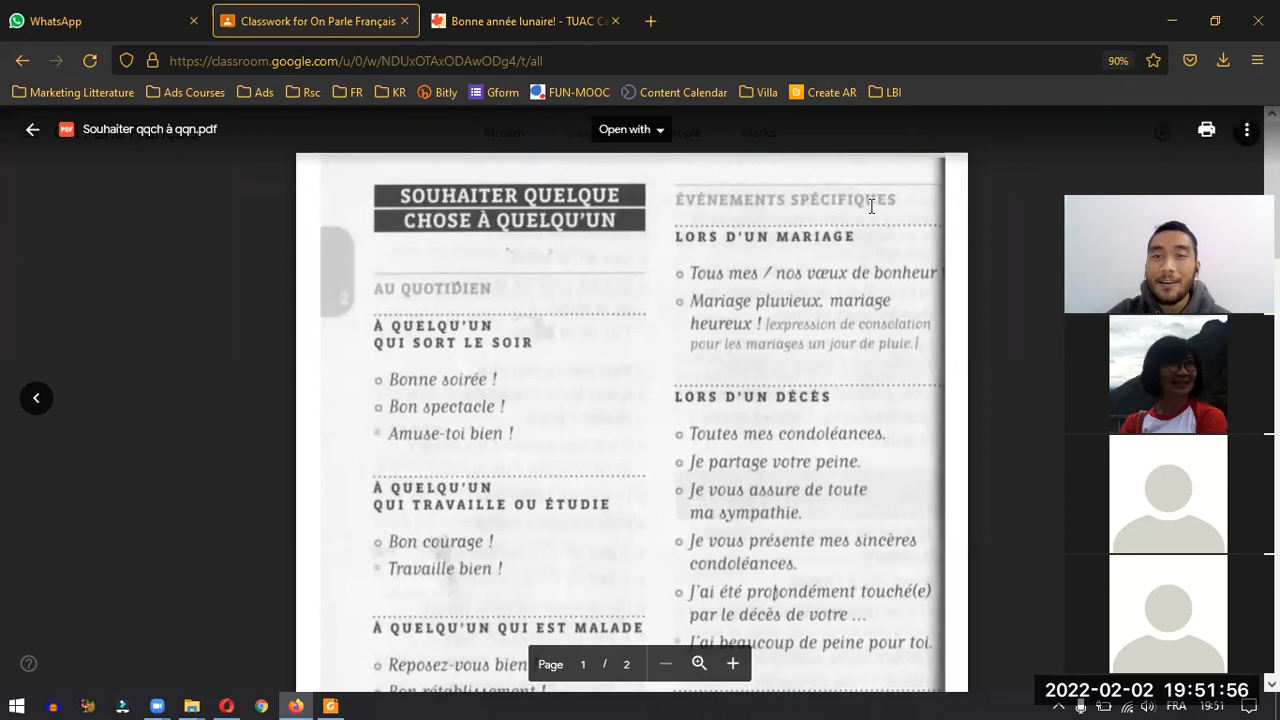 WhatsApp
Classwork for On Parle Français
Bonne année lunaire! - TUAC Ca
https://classroom.google.com/u/0/w/NDUxOTAxODAwODg4/t/all
90%
Marketing Litterature
Ads Courses
Ads
Rsc
FR
KR
Bitly
Gform
FUN-MOOC
Content Calendar
Villa
Create AR
LBI
PDF
Souhaiter qqch à qqn.pdf
Stream
Open with
Marks
SOUHAITER QUELQUE
CHOSE À QUELQU'UN
2
AU QUOTIDIEN
À QUELQU'UN
QUI SORT LE SOIR
Bonne soirée !
Bon spectacle !
Amuse-toi bien !
À QUELQU'UN
QUI TRAVAILLE OU ÉTUDIE
Bon courage !
Travaille bien !
À QUELQU'UN QUI EST MALADE
Reposez-vous bien
Bon rétablissement !
ÉVÉNEMENTS SPÉCIFIQUES
LORS D'UN MARIAGE
Tous mes / nos vœux de bonheur !
Mariage pluvieux, mariage
heureux ! [expression de consolation
pour les mariages un jour de pluie.]
LORS D'UN DÉCÈS
Toutes mes condoléances.
Je partage votre peine.
Je vous assure de toute
ma sympathie.
Je vous présente mes sincères
condoléances.
J'ai été profondément touché(e)
par le décès de votre ...
J'ai beaucoup de peine pour toi.
Page 1 / 2
2022-02-02 19:51:56
FRA
19:51